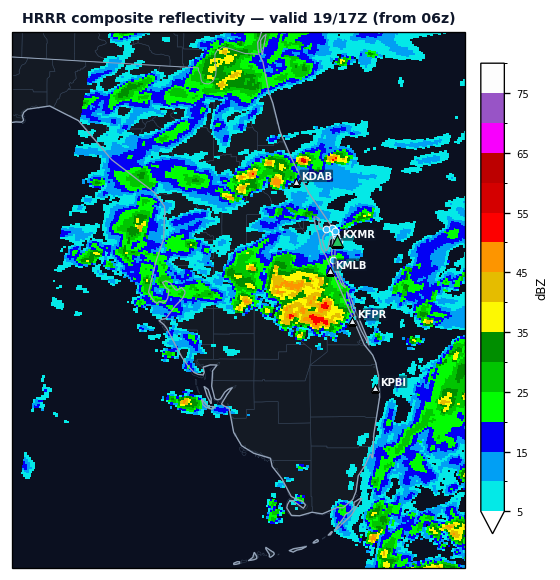 HRRR composite reflectivity — valid 19/17Z (from 06z)
KDAB
KXMR
KMLB
KFPR
KPBI
75
65
55
45
35
25
15
5
dBZ